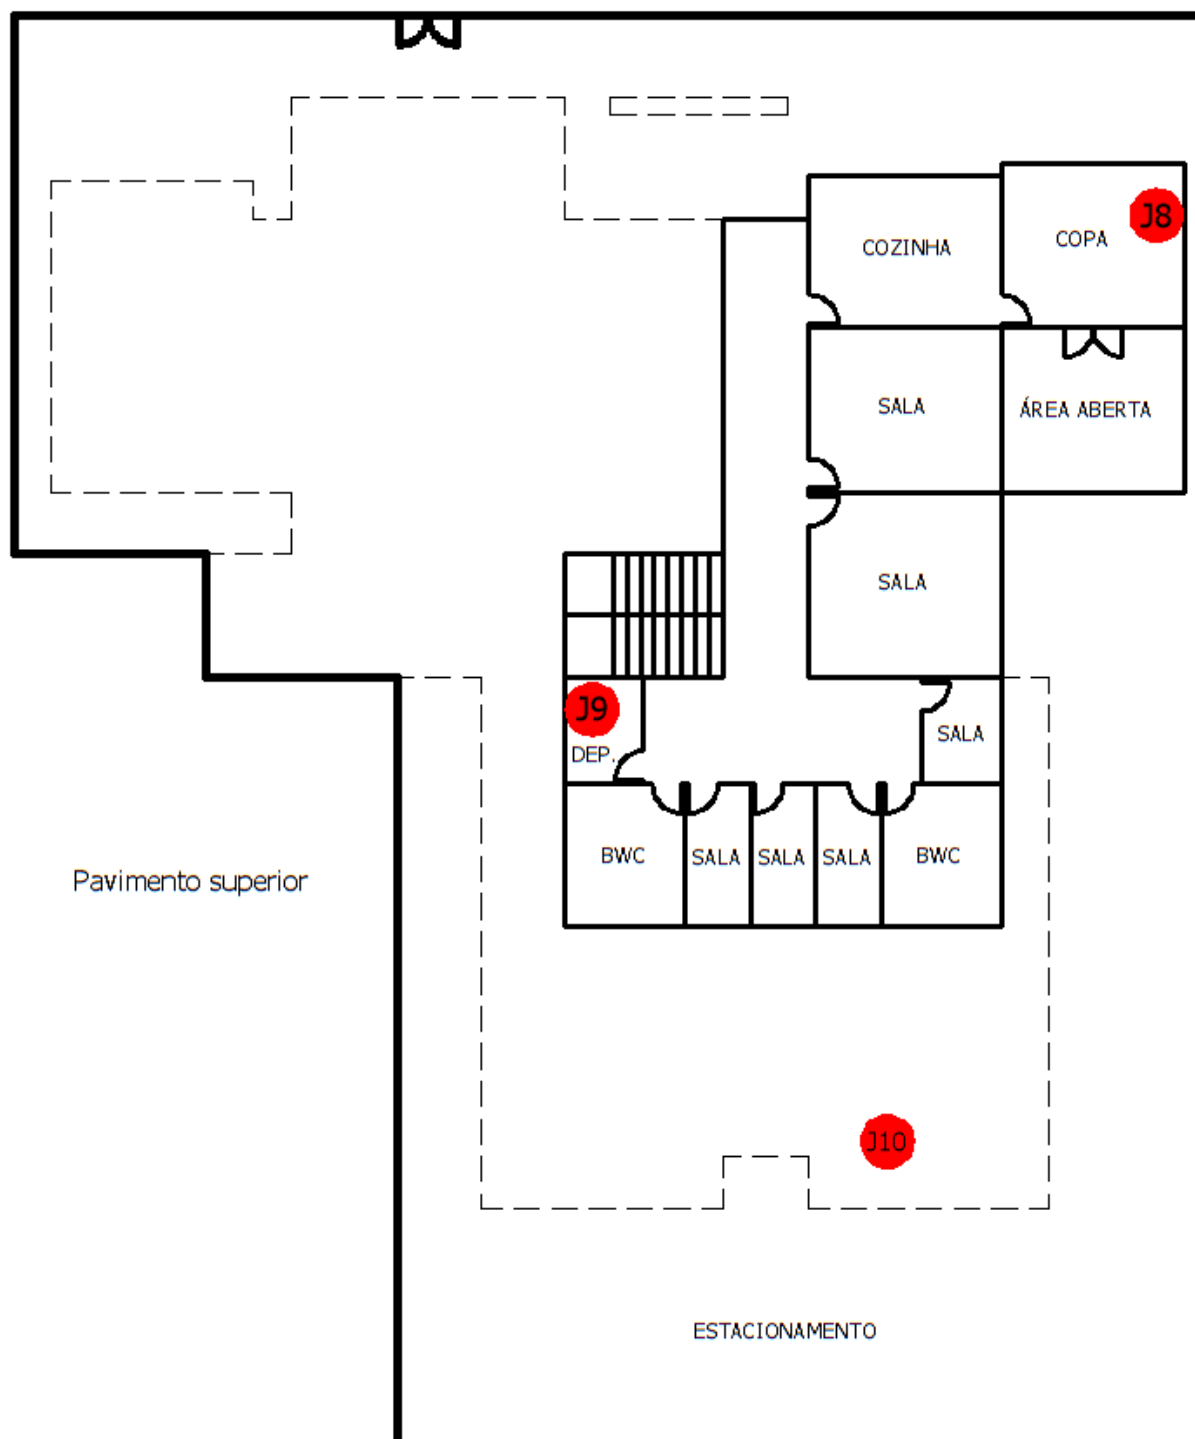 J8
COZINHA
COPA
SALA
ÁREA ABERTA
SALA
J9
DEP.
SALA
BWC
SALA
SALA
SALA
BWC
Pavimento superior
J10
ESTACIONAMENTO